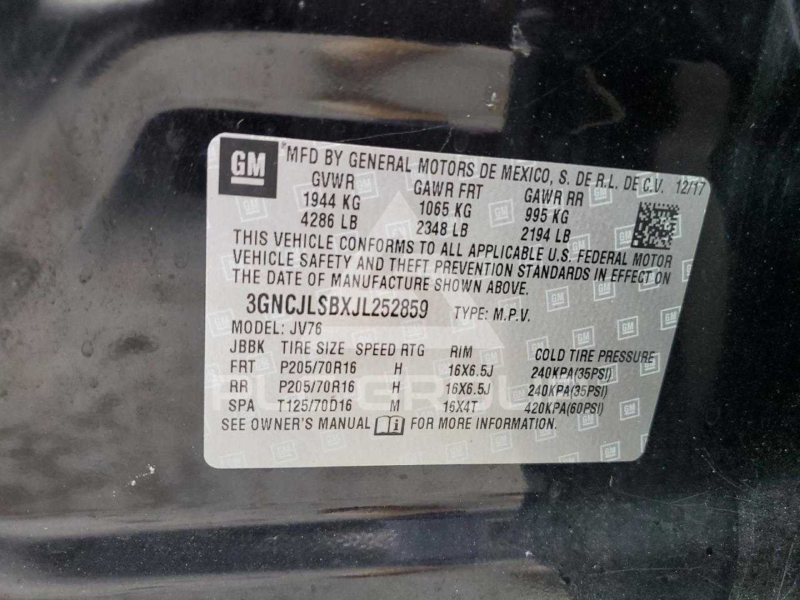 GM *MFD BY GENERAL MOTORS DE MEXICO, S. DE R.L. DE C.V. 12/17
GVWR GAWR FRT GAWR RR
1944 KG 1065 KG 995 KG
4286 LB 2348 LB 2194 LB
THIS VEHICLE CONFORMS TO ALL APPLICABLE U.S. FEDERAL MOTOR
VEHICLE SAFETY AND THEFT PREVENTION STANDARDS IN EFFECT ON
THE DATE OF MANUFACTURE SHOWN ABOVE.
3GNCJLSBXJL252859 TYPE: M.P.V.
MODEL: JV76
JBBK TIRE SIZE SPEED RTG RIM COLD TIRE PRESSURE
FRT P205/70R16 H 16X6.5J 240KPA(35PSI)
RR P205/70R16 H 16X6.5J 240KPA(35PSI)
SPA T125/70D16 M 16X4T 420KPA(60PSI)
SEE OWNER'S MANUAL i FOR MORE INFORMATION.